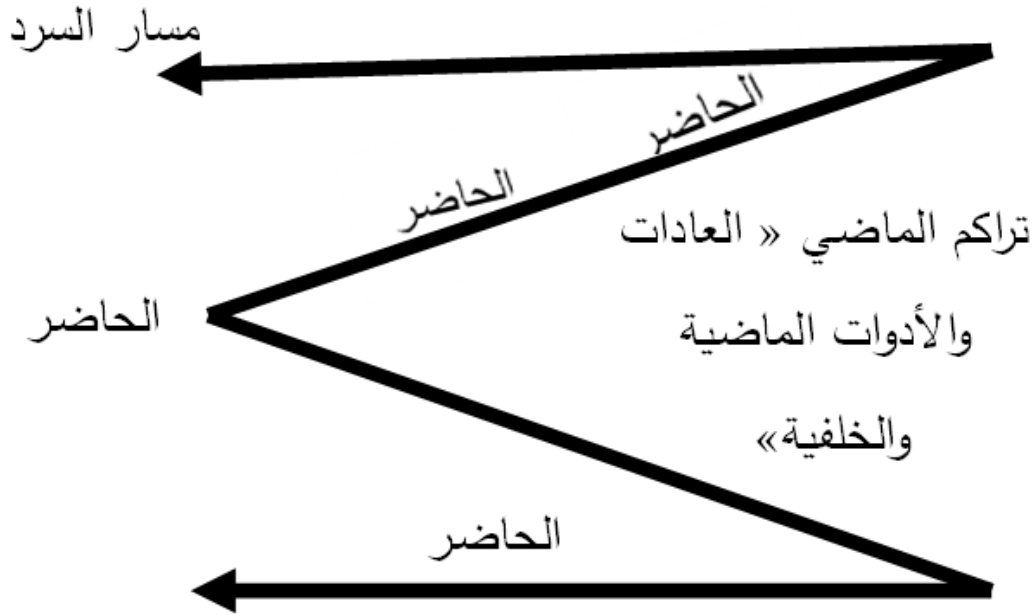 مسار السرد
الحاضر
الحاضر
تراكم الماضي « العادات
والأدوات الماضية
والخلفية»
الحاضر
الحاضر